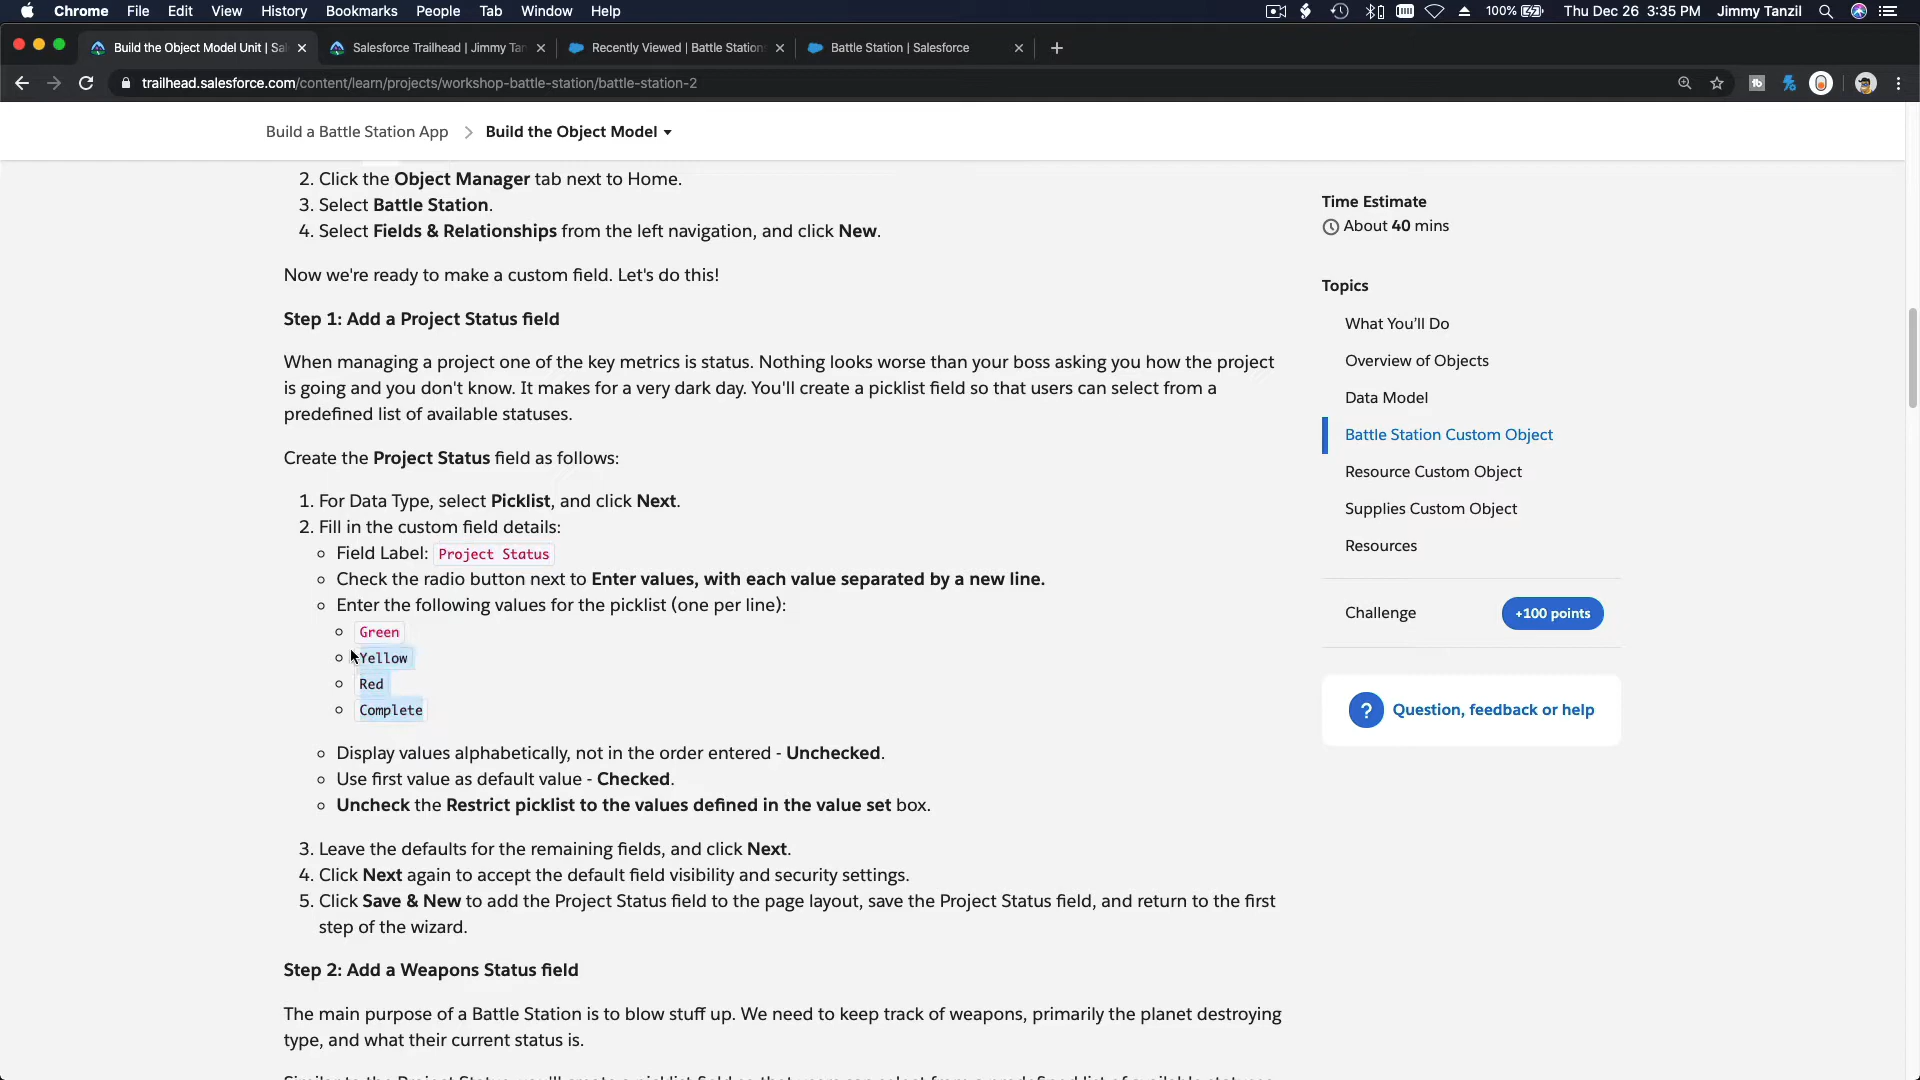 Chrome File Edit View History Bookmarks People Tab Window Help
100% Thu Dec 26 3:35 PM Jimmy Tanzil
Build the Object Model Unit | Sal
Salesforce Trailhead | Jimmy Tan
Recently Viewed | Battle Station
Battle Station | Salesforce
trailhead.salesforce.com/content/learn/projects/workshop-battle-station/battle-station-2
Build a Battle Station App > Build the Object Model
2. Click the Object Manager tab next to Home.
3. Select Battle Station.
4. Select Fields & Relationships from the left navigation, and click New.
Now we're ready to make a custom field. Let's do this!
Step 1: Add a Project Status field
When managing a project one of the key metrics is status. Nothing looks worse than your boss asking you how the project
is going and you don't know. It makes for a very dark day. You'll create a picklist field so that users can select from a
predefined list of available statuses.
Create the Project Status field as follows:
1. For Data Type, select Picklist, and click Next.
2. Fill in the custom field details:
Field Label: Project Status
Check the radio button next to Enter values, with each value separated by a new line.
Enter the following values for the picklist (one per line):
Green
Yellow
Red
Complete
Display values alphabetically, not in the order entered - Unchecked.
Use first value as default value - Checked.
Uncheck the Restrict picklist to the values defined in the value set box.
3. Leave the defaults for the remaining fields, and click Next.
4. Click Next again to accept the default field visibility and security settings.
5. Click Save & New to add the Project Status field to the page layout, save the Project Status field, and return to the first
step of the wizard.
Step 2: Add a Weapons Status field
The main purpose of a Battle Station is to blow stuff up. We need to keep track of weapons, primarily the planet destroying
type, and what their current status is.
Time Estimate
About 40 mins
Topics
What You'll Do
Overview of Objects
Data Model
Battle Station Custom Object
Resource Custom Object
Supplies Custom Object
Resources
Challenge +100 points
? Question, feedback or help